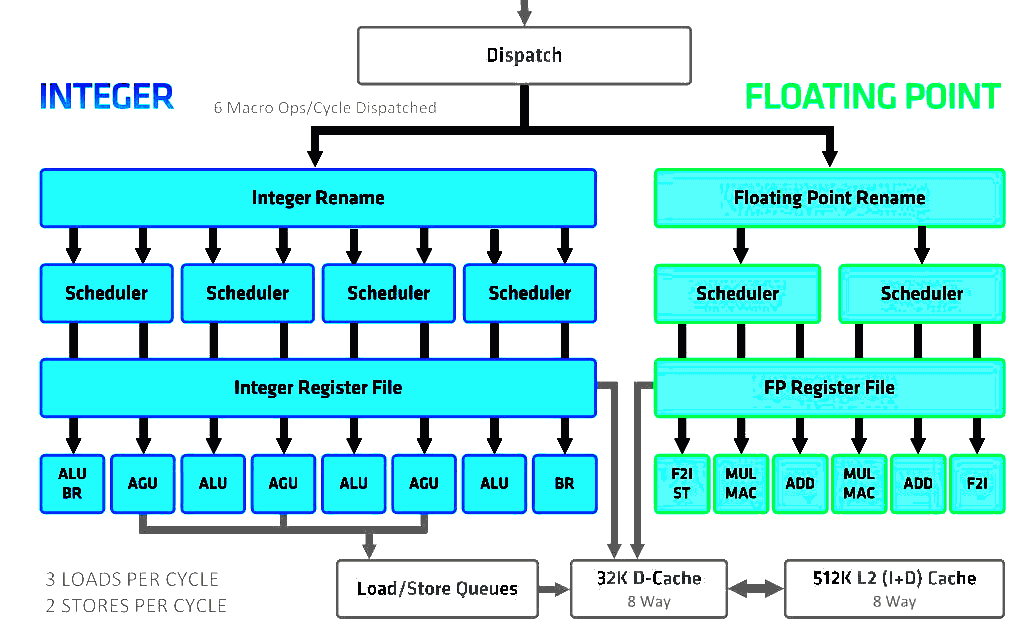 Dispatch
INTEGER
6 Macro Ops/Cycle Dispatched
FLOATING POINT
Integer Rename
Floating Point Rename
Scheduler
Scheduler
Scheduler
Scheduler
Scheduler
Scheduler
Integer Register File
FP Register File
ALU
BR
AGU
ALU
AGU
ALU
AGU
ALU
BR
F2I
ST
MUL
MAC
ADD
MUL
MAC
ADD
F2I
3 LOADS PER CYCLE
2 STORES PER CYCLE
Load/Store Queues
32K D-Cache
8 Way
512K L2 (I+D) Cache
8 Way